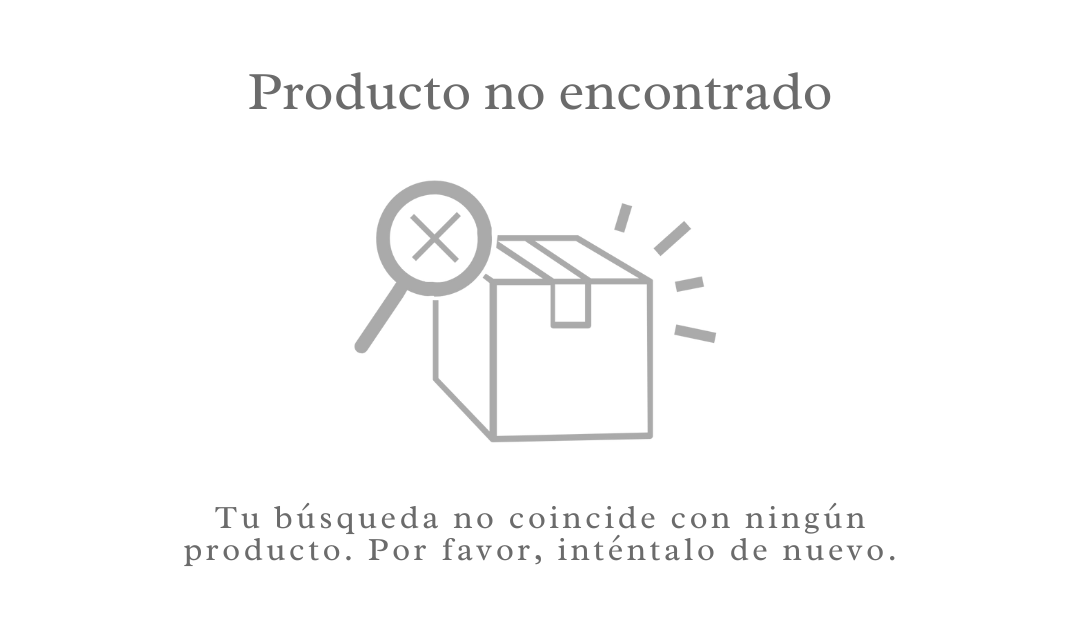 Producto no encontrado
Tu búsqueda no coincide con ningún
producto. Por favor, inténtalo de nuevo.